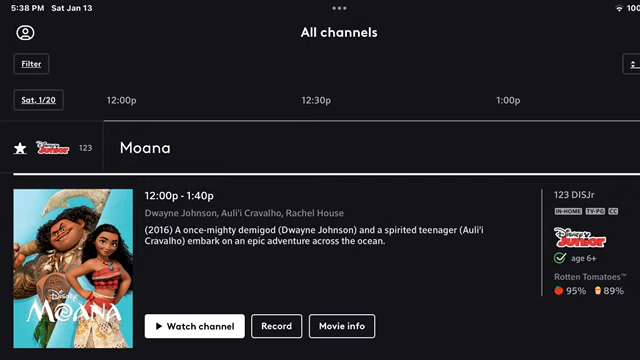 5:38 PM Sat Jan 13
100
All channels
Filter
Sat, 1/20
12:00p
12:30p
1:00p
Disney Junior
123
Moana
12:00p - 1:40p
Dwayne Johnson, Auli'i Cravalho, Rachel House
(2016) A once-mighty demigod (Dwayne Johnson) and a spirited teenager (Auli'i
Cravalho) embark on an epic adventure across the ocean.
Disney
MOANA
Watch channel
Record
Movie info
123 DISJr
IN-HOME TV-PG CC
Disney
Junior
age 6+
Rotten Tomatoes™
95% 89%